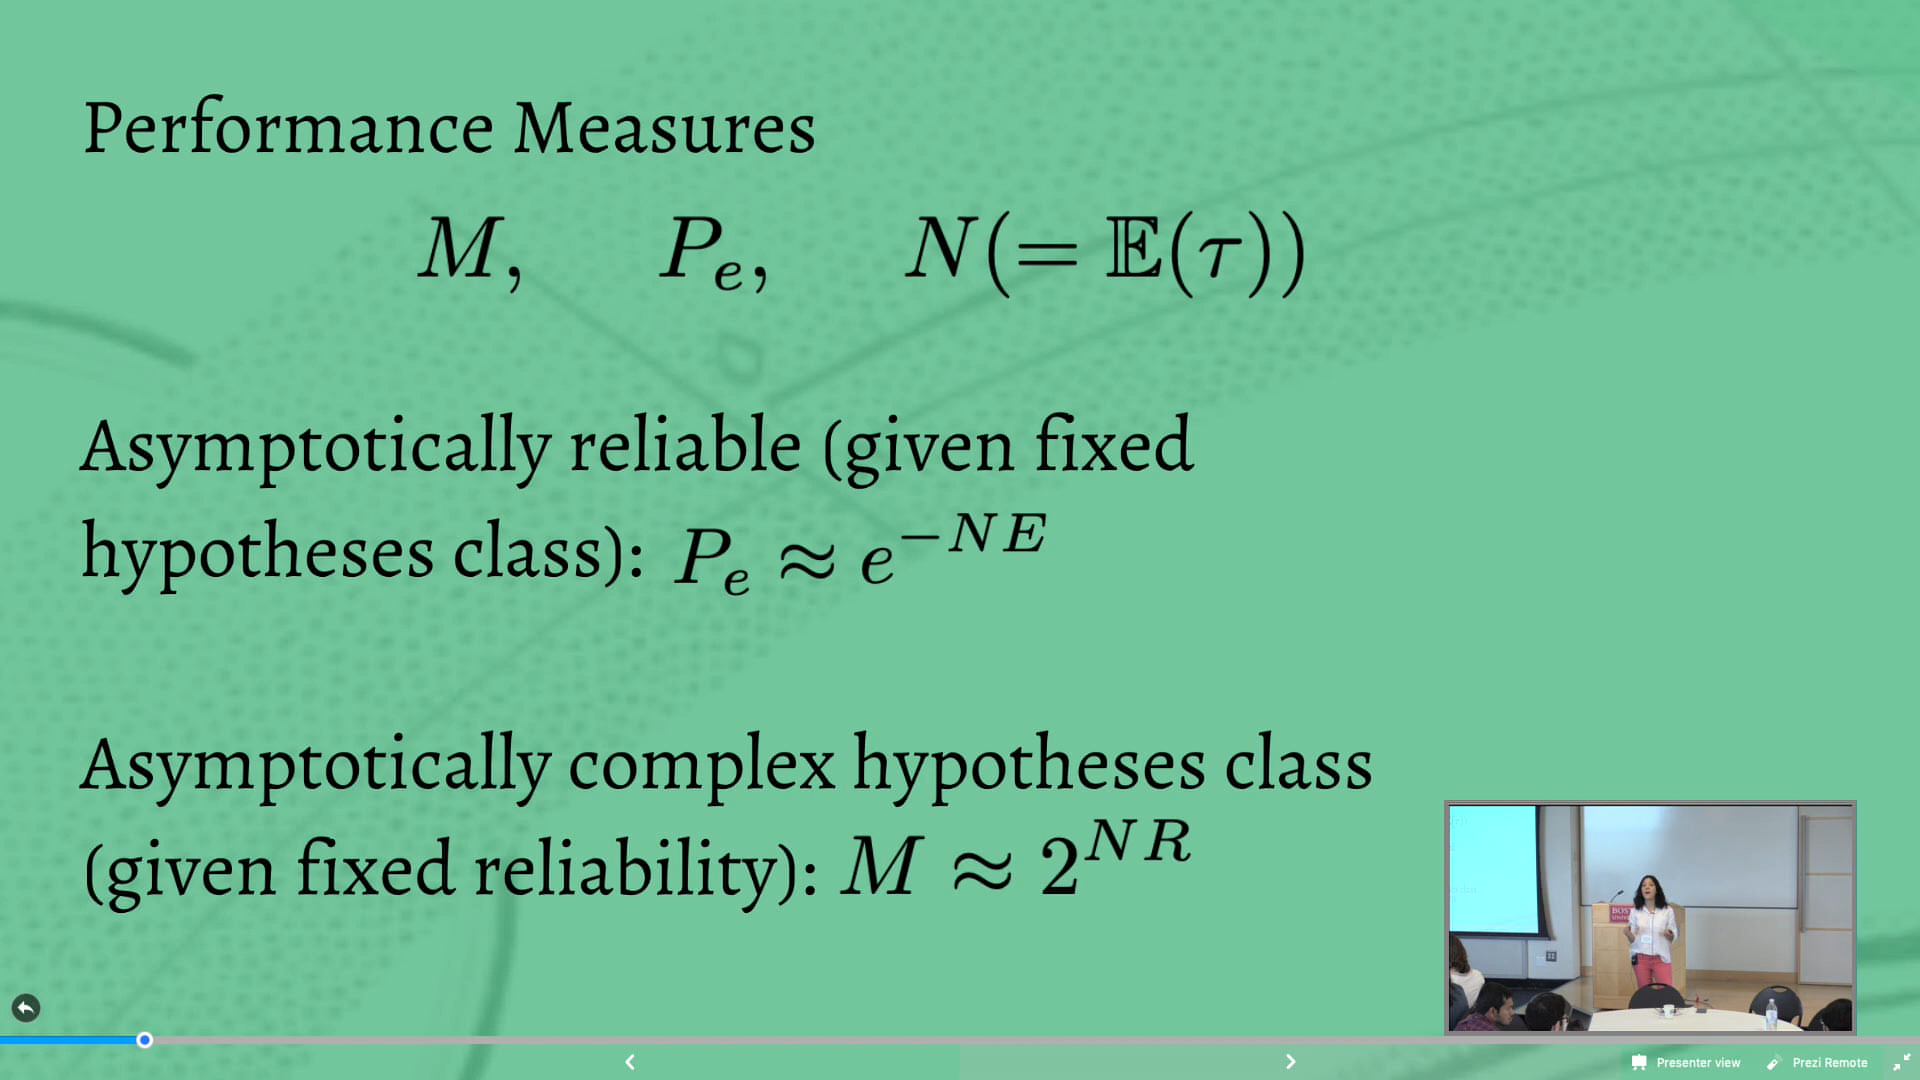 Performance Measures
M, P_e, N(= 𝔼(τ))
Asymptotically reliable (given fixed
hypotheses class): P_e ≈ e^{-NE}
Asymptotically complex hypotheses class
(given fixed reliability): M ≈ 2^{NR}
Presenter view Prezi Remote